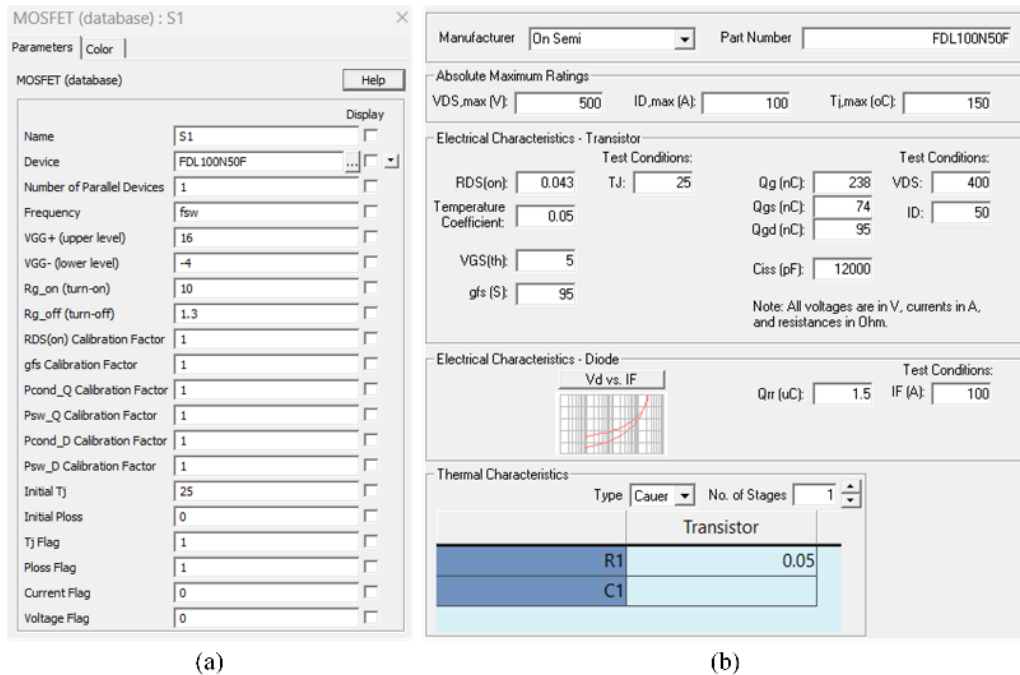 MOSFET (database) : S1
Parameters Color
MOSFET (database) Help
Display
Name S1
Device FDL100N50F ...
Number of Parallel Devices 1
Frequency fsw
VGG+ (upper level) 16
VGG- (lower level) -4
Rg_on (turn-on) 10
Rg_off (turn-off) 1.3
RDS(on) Calibration Factor 1
gfs Calibration Factor 1
Pcond_Q Calibration Factor 1
Psw_Q Calibration Factor 1
Pcond_D Calibration Factor 1
Psw_D Calibration Factor 1
Initial Tj 25
Initial Ploss 0
Tj Flag 1
Ploss Flag 1
Current Flag 0
Voltage Flag 0
(a)
Manufacturer On Semi Part Number FDL100N50F
Absolute Maximum Ratings
VDS,max (V): 500 ID,max (A): 100 Tj,max (oC): 150
Electrical Characteristics - Transistor
Test Conditions: Test Conditions:
RDS(on): 0.043 TJ: 25 Qg (nC): 238 VDS: 400
Temperature Coefficient: 0.05 Qgs (nC): 74 ID: 50
Qgd (nC): 95
VGS(th): 5 Ciss (pF): 12000
gfs (S): 95
Note: All voltages are in V, currents in A,
and resistances in Ohm.
Electrical Characteristics - Diode
Vd vs. IF Test Conditions:
Qrr (uC): 1.5 IF (A): 100
Thermal Characteristics
Type Cauer No. of Stages 1
Transistor
R1 0.05
C1
(b)